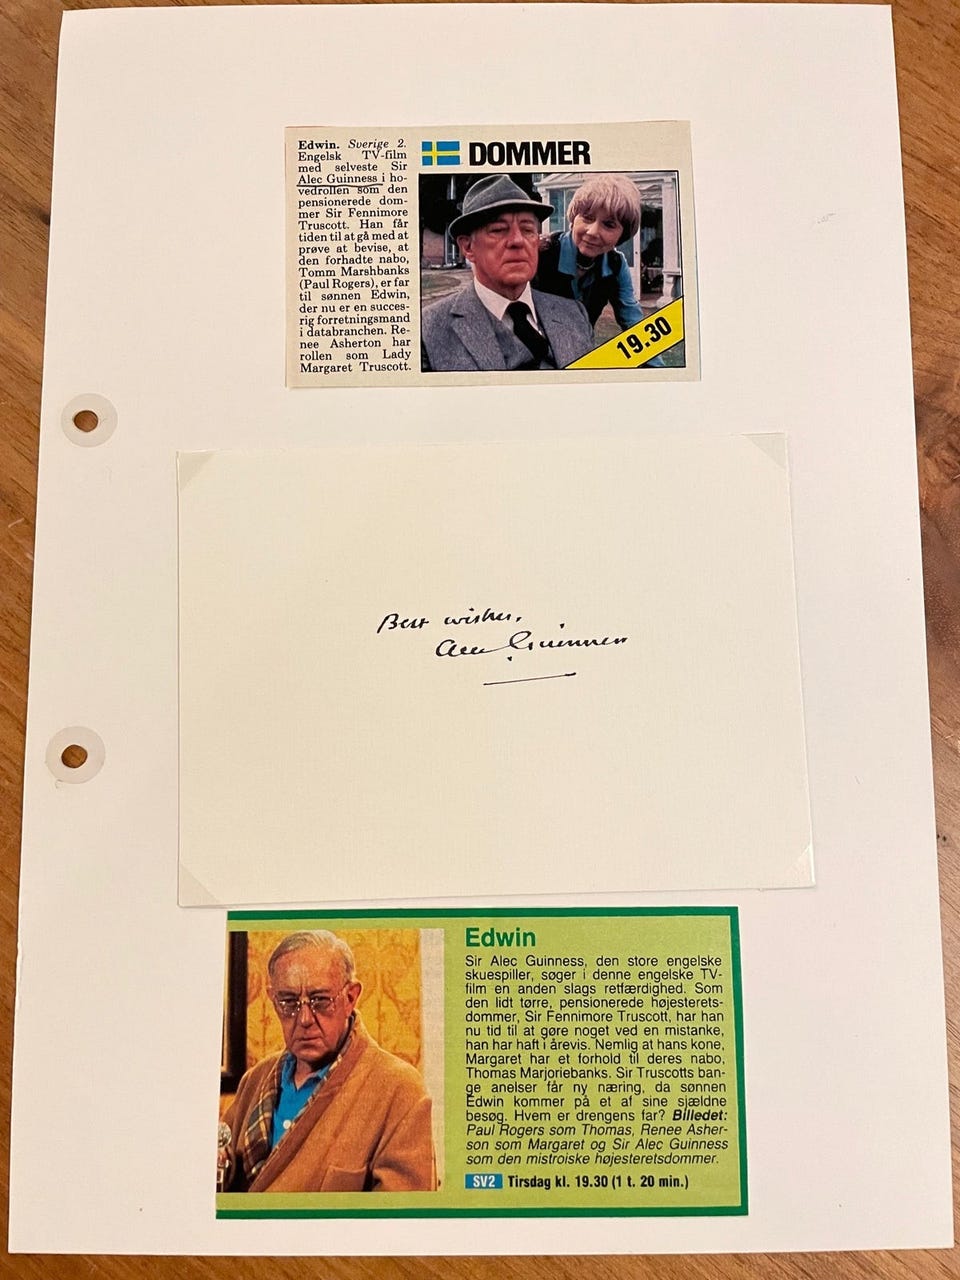 Edwin. Sverige 2.
Engelsk TV-film
med selveste Sir
Alec Guinness i ho-
vedrollen som den
pensionerede dom-
mer Sir Fennimore
Truscott. Han får
tiden til at gå med at
prøve at bevise, at
den forhadte nabo,
Tomm Marshbanks
(Paul Rogers), er far
til sønnen Edwin,
der nu er en succes-
rig forretningsmand
i databranchen. Re-
nee Asherton har
rollen som Lady
Margaret Truscott.
DOMMER
19.30
Best wishes,
Alec Guinness
Edwin
Sir Alec Guinness, den store engelske
skuespiller, søger i denne engelske TV-
film en anden slags retfærdighed. Som
den lidt tørre, pensionerede højesterets-
dommer, Sir Fennimore Truscott, har han
nu tid til at gøre noget ved en mistanke,
han har haft i årevis. Nemlig at hans kone,
Margaret har et forhold til deres nabo,
Thomas Marjoriebanks. Sir Truscotts ban-
ge anelser får ny næring, da sønnen
Edwin kommer på et af sine sjældne
besøg. Hvem er drengens far? Billedet:
Paul Rogers som Thomas, Renee Asher-
son som Margaret og Sir Alec Guinness
som den mistroiske højesteretsdommer.
SV2 Tirsdag kl. 19.30 (1 t. 20 min.)